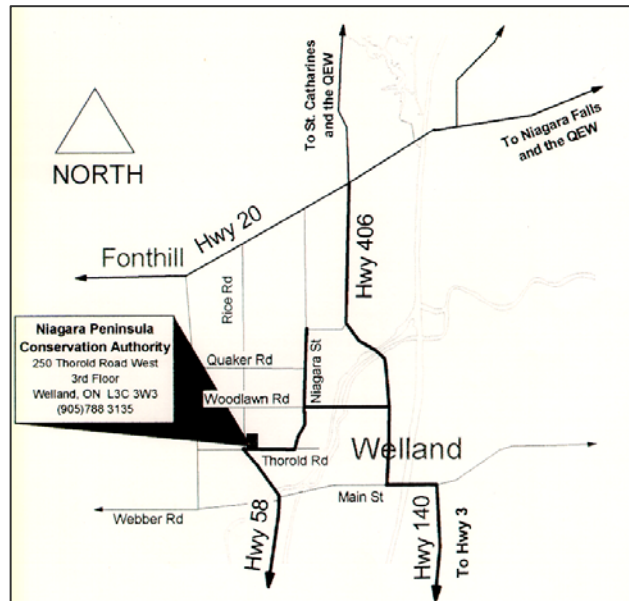 To St. Catharines
and the QEW
To Niagara Falls
and the QEW
NORTH
Hwy 20
Fonthill
Hwy 406
Rice Rd
Niagara Peninsula
Conservation Authority
250 Thorold Road West
3rd Floor
Welland, ON L3C 3W3
(905)788 3135
Quaker Rd
Niagara St
Woodlawn Rd
Welland
Thorold Rd
Main St
Webber Rd
Hwy 58
Hwy 140
To Hwy 3